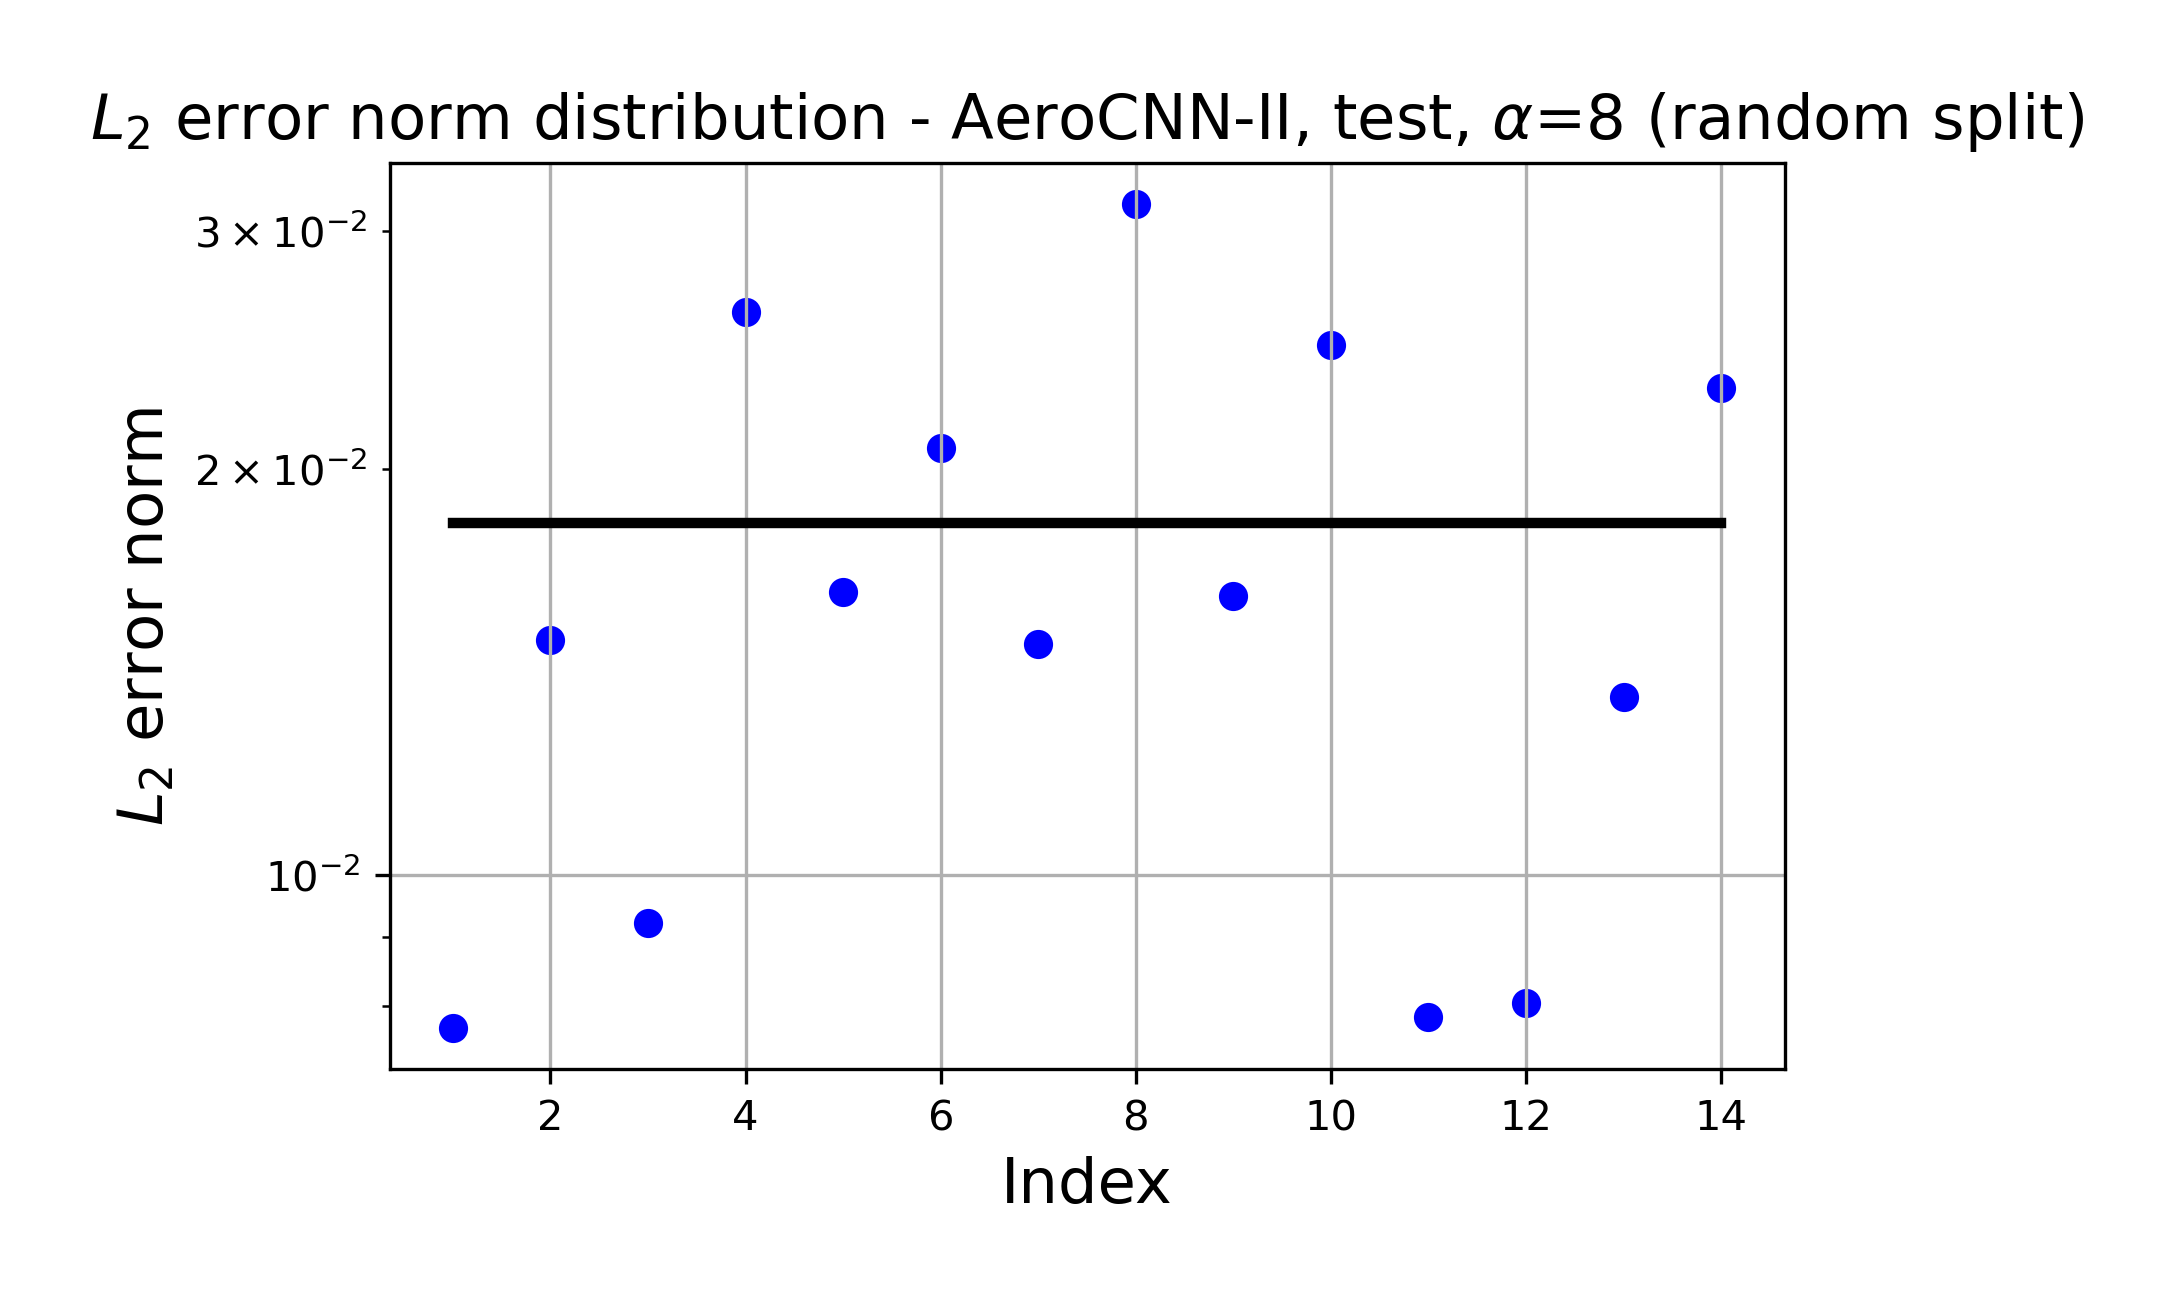 L₂ error norm distribution - AeroCNN-II, test, α=8 (random split)
L₂ error norm
3×10⁻²
2×10⁻²
10⁻²
2 4 6 8 10 12 14
Index